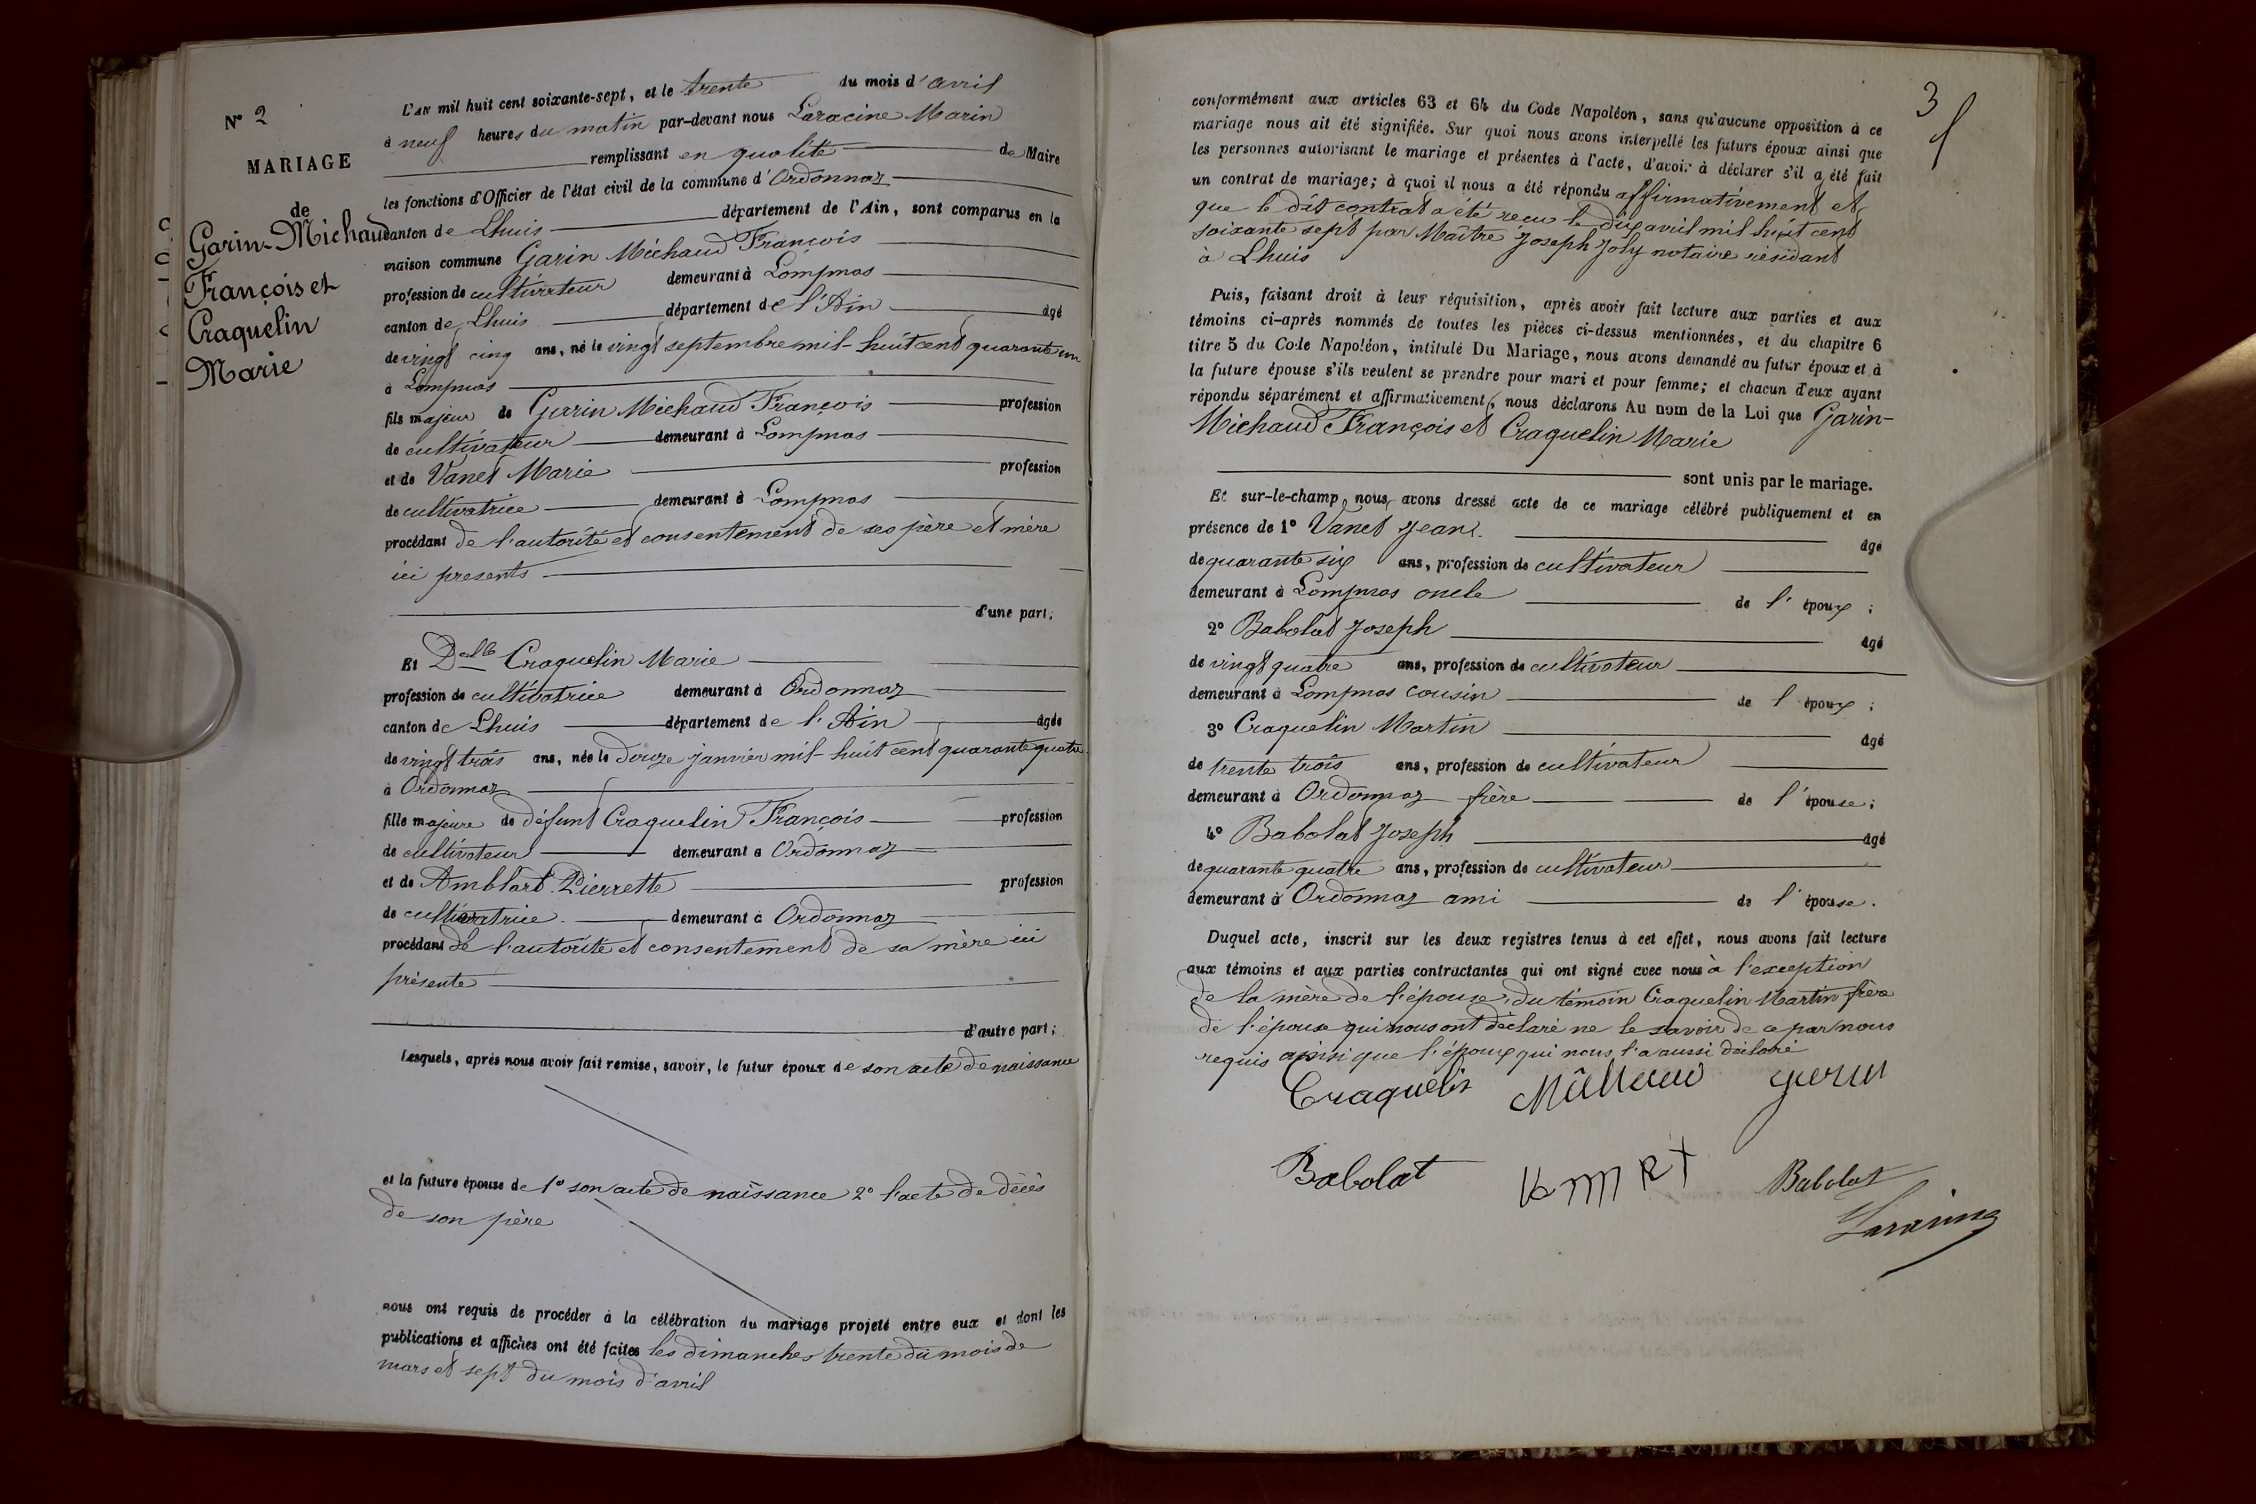 N° 2
MARIAGE
de
Garin-Michaud
François et
Craquelin
Marie
L'AN mil huit cent soixante-sept, et le trente du mois d'avril
à neuf heures du matin par-devant nous Laracine Marin
remplissant en qualité de Maire
les fonctions d'Officier de l'état civil de la commune d'Ordonnaz
canton de Lhuis département de l'Ain, sont comparus en la
maison commune Garin Michaud François
profession de cultivateur demeurant à Lompnas
canton de Lhuis département de l'Ain âgé
de vingt cinq ans, né le vingt septembre mil-huit cent quarante un
à Lompnas
fils majeur de Garin Michaud François profession
de cultivateur demeurant à Lompnas
et de Vanet Marie profession
de cultivatrice demeurant à Lompnas
procédant de l'autorité et consentement de ses père et mère
ici presents
d'une part;
Et Delle Craquelin Marie
profession de cultivatrice demeurant à Ordonnaz
canton de Lhuis département de l'Ain âgée
de vingt trois ans, née le douze janvier mil-huit cent quarante quatre
à Ordonnaz
fille majeure de défunt Craquelin François profession
de cultivateur demeurant à Ordonnaz
et de Amblard Pierrette profession
de cultivatrice demeurant à Ordonnaz
procédant de l'autorité et consentement de sa mère ici
présente
d'autre part;
Lesquels, après nous avoir fait remise, savoir, le futur époux de son acte de naissance
et la future épouse de 1° son acte de naissance 2° l'acte de décès
de son père
nous ont requis de procéder à la célébration du mariage projeté entre eux et dont les
publications et affiches ont été faites les dimanches trente du mois de
mars et sept du mois d'avril
3
conformément aux articles 63 et 64 du Code Napoléon, sans qu'aucune opposition à ce
mariage nous ait été signifiée. Sur quoi nous avons interpellé les futurs époux ainsi que
les personnes autorisant le mariage et présentes à l'acte, d'avoir à déclarer s'il a été fait
un contrat de mariage; à quoi il nous a été répondu affirmativement et
que le dit contrat a été reçu le dix avril mil huit cent
soixante sept par Maître Joseph Joly notaire résidant
à Lhuis
Puis, faisant droit à leur réquisition, après avoir fait lecture aux parties et aux
témoins ci-après nommés de toutes les pièces ci-dessus mentionnées, et du chapitre 6
titre 5 du Code Napoléon, intitulé Du Mariage, nous avons demandé au futur époux et à
la future épouse s'ils veulent se prendre pour mari et pour femme; et chacun d'eux ayant
répondu séparément et affirmativement, nous déclarons Au nom de la Loi que Garin-
Michaud François et Craquelin Marie
sont unis par le mariage.
Et sur-le-champ nous avons dressé acte de ce mariage célébré publiquement et en
présence de 1° Vanet Jean âgé
de quarante six ans, profession de cultivateur
demeurant à Lompnas oncle de l'époux;
2° Babolat Joseph âgé
de vingt quatre ans, profession de cultivateur
demeurant à Lompnas cousin de l'époux;
3° Craquelin Martin âgé
de trente trois ans, profession de cultivateur
demeurant à Ordonnaz frère de l'épouse;
4° Babolat Joseph âgé
de quarante quatre ans, profession de cultivateur
demeurant à Ordonnaz ami de l'épouse.
Duquel acte, inscrit sur les deux registres tenus à cet effet, nous avons fait lecture
aux témoins et aux parties contractantes qui ont signé avec nous à l'exception
de la mère de l'épouse, du témoin Craquelin Martin frère
de l'épouse qui nous ont déclaré ne le savoir de ce par nous
requis ainsi que l'époux qui nous l'a aussi déclaré
Craquelin Garin
Babolat Babolat
Laracine